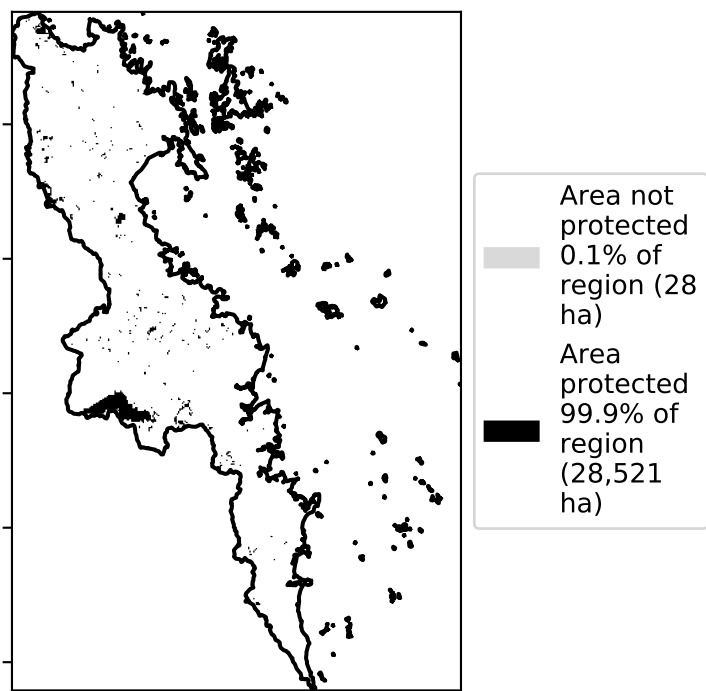 Area not
protected
0.1% of
region (28
ha)
Area
protected
99.9% of
region
(28,521
ha)